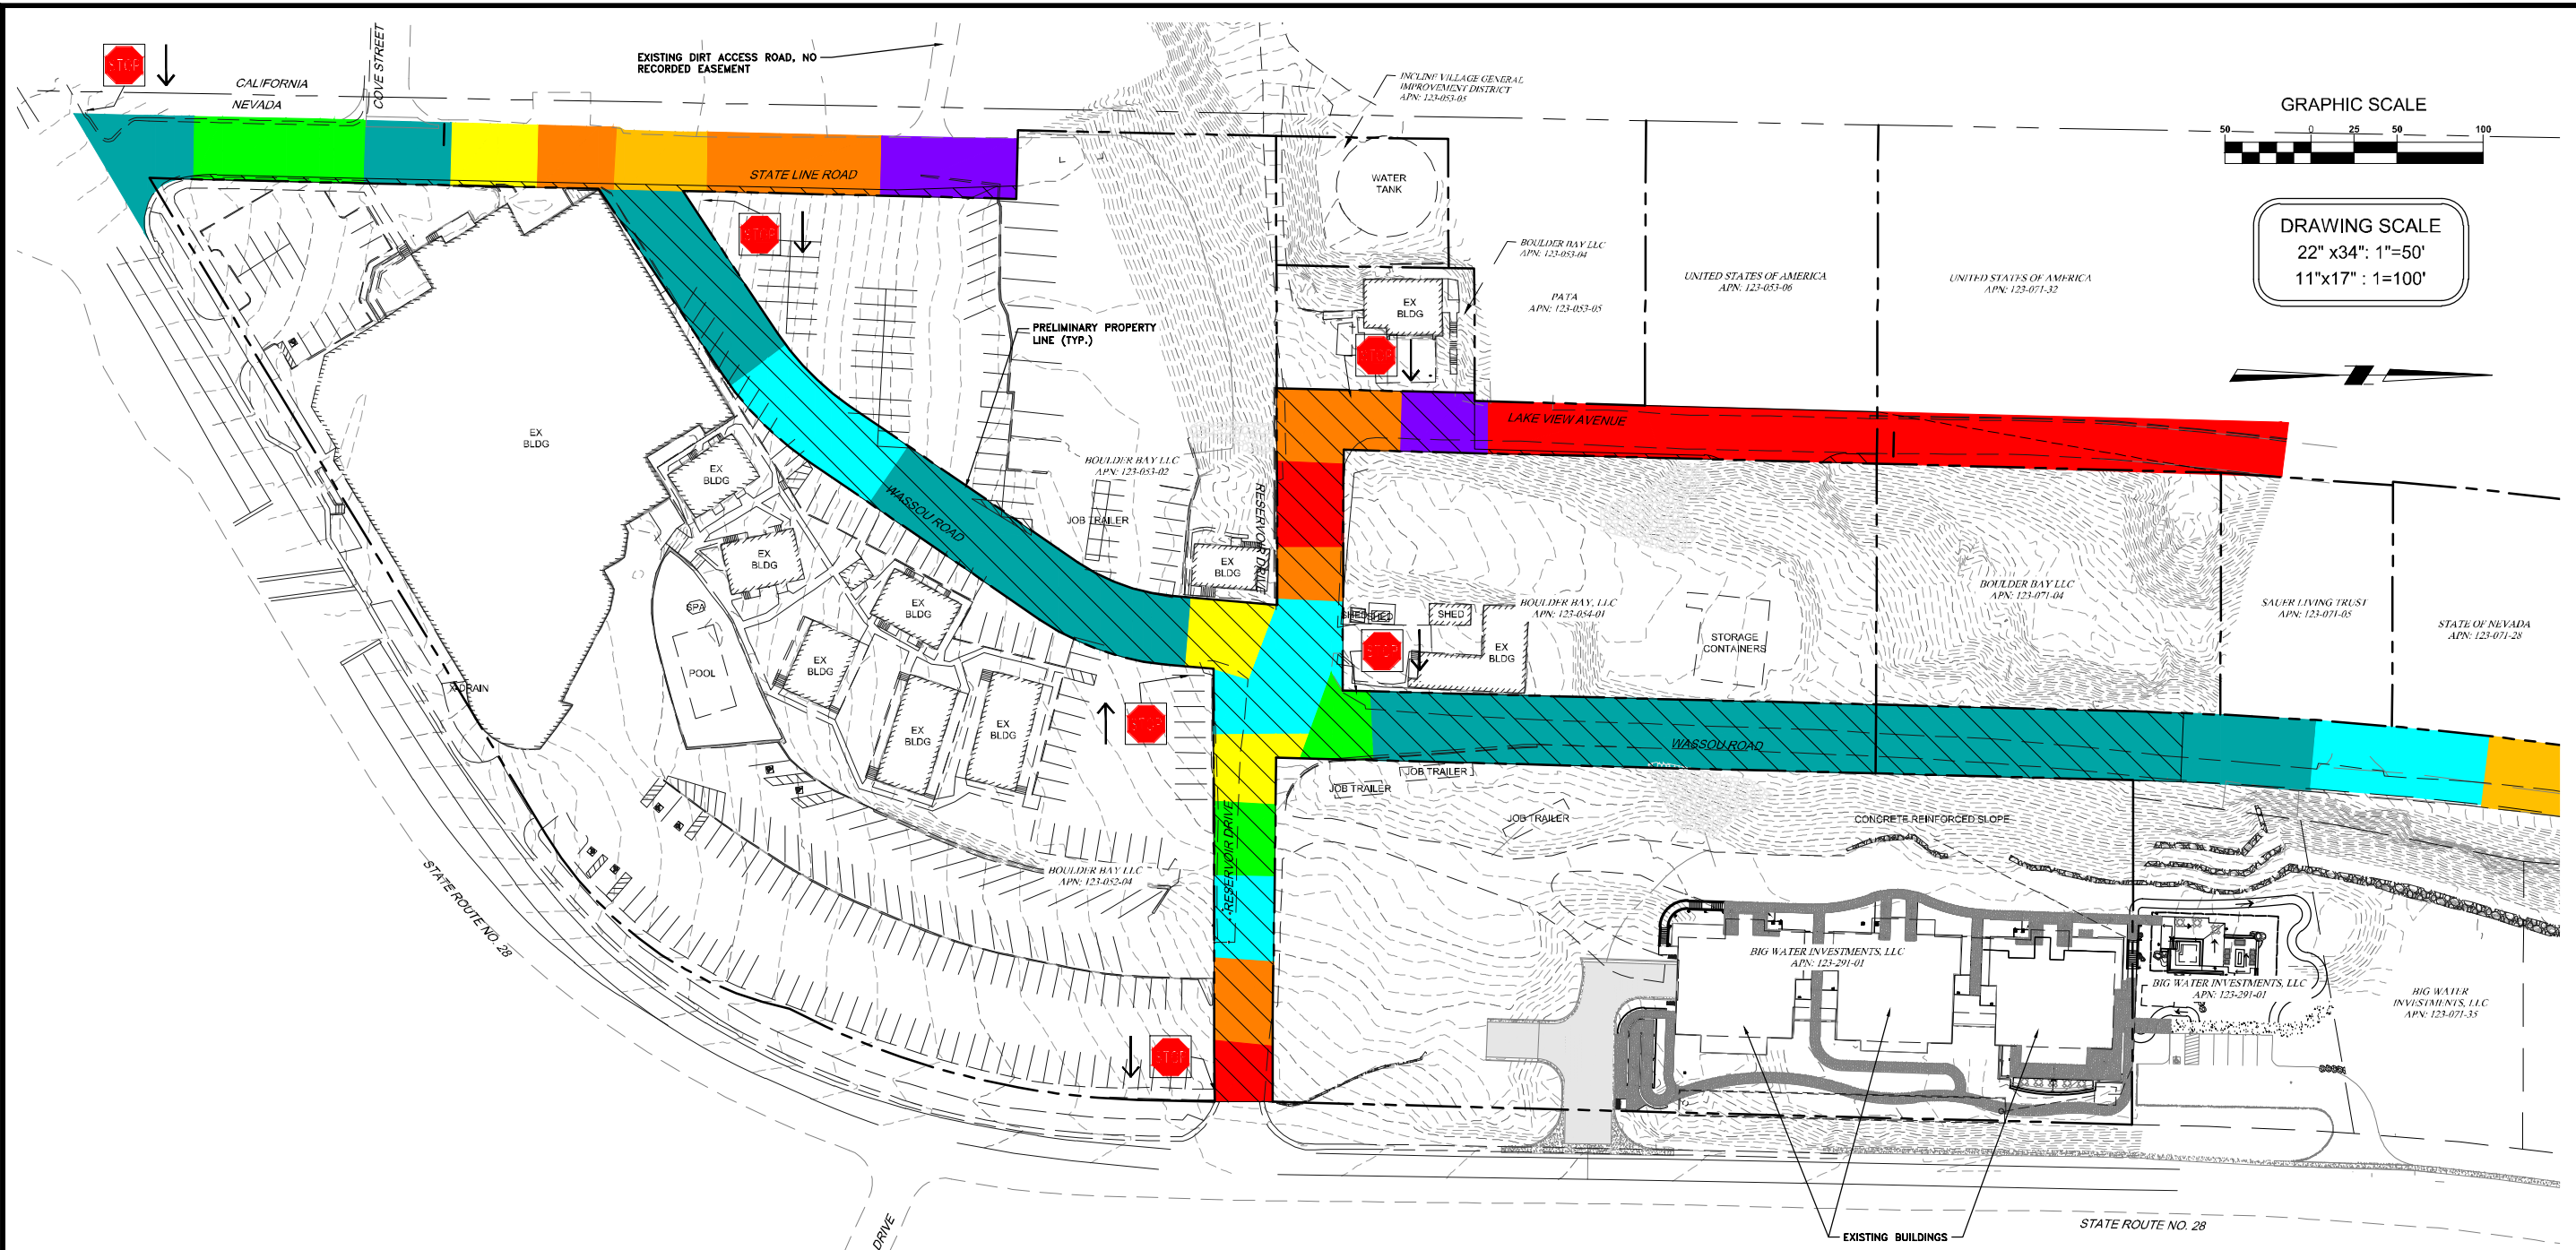 STOP
CALIFORNIA
NEVADA
COVE STREET
EXISTING DIRT ACCESS ROAD, NO
RECORDED EASEMENT
INCLINE VILLAGE GENERAL
IMPROVEMENT DISTRICT
APN: 123-053-05
GRAPHIC SCALE
50
0
25
50
100
DRAWING SCALE
22" x34": 1"=50'
11"x17" : 1=100'
STATE LINE ROAD
WATER
TANK
STOP
BOULDER BAY LLC
APN: 123-053-04
PATA
APN: 123-053-05
UNITED STATES OF AMERICA
APN: 123-053-06
UNITED STATES OF AMERICA
APN: 123-071-32
EX
BLDG
PRELIMINARY PROPERTY
LINE (TYP.)
STOP
LAKE VIEW AVENUE
EX
BLDG
EX
BLDG
BOULDER BAY LLC
APN: 123-053-02
WASSOU ROAD
JOB TRAILER
RESERVOIR DRIVE
EX
BLDG
EX
BLDG
EX
BLDG
SPA
POOL
EX
BLDG
EX
BLDG
EX
BLDG
X-DRAIN
SHED
SHED
SHED
BOULDER BAY, LLC
APN: 123-054-01
STOP
EX
BLDG
STORAGE
CONTAINERS
BOULDER BAY LLC
APN: 123-071-04
SAUER LIVING TRUST
APN: 123-071-05
STATE OF NEVADA
APN: 123-071-28
STOP
WASSOU ROAD
JOB TRAILER
JOB TRAILER
JOB TRAILER
CONCRETE REINFORCED SLOPE
RESERVOIR DRIVE
BOULDER BAY LLC
APN: 123-052-04
STATE ROUTE NO. 28
BIG WATER INVESTMENTS, LLC
APN: 123-291-01
BIG WATER INVESTMENTS, LLC
APN: 123-291-01
BIG WATER
INVESTMENTS, LLC
APN: 123-071-35
STOP
DRIVE
EXISTING BUILDINGS
STATE ROUTE NO. 28